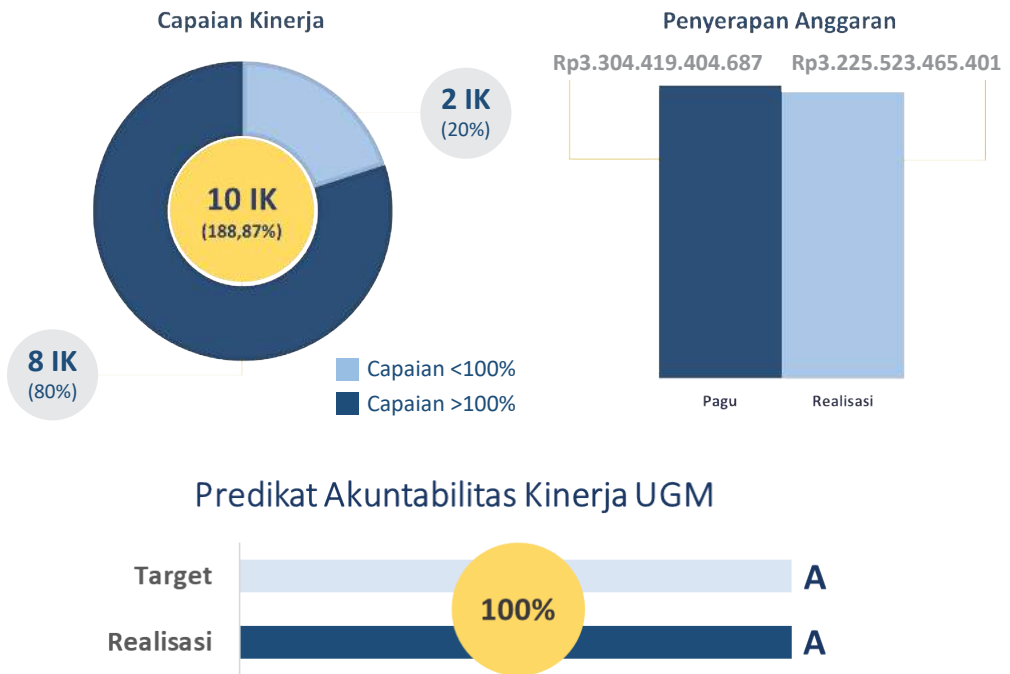 Capaian Kinerja
2 IK
(20%)
10 IK
(188,87%)
8 IK
(80%)
Capaian <100%
Capaian >100%
Penyerapan Anggaran
Rp3.304.419.404.687 Rp3.225.523.465.401
Pagu Realisasi
Predikat Akuntabilitas Kinerja UGM
Target A
100%
Realisasi A